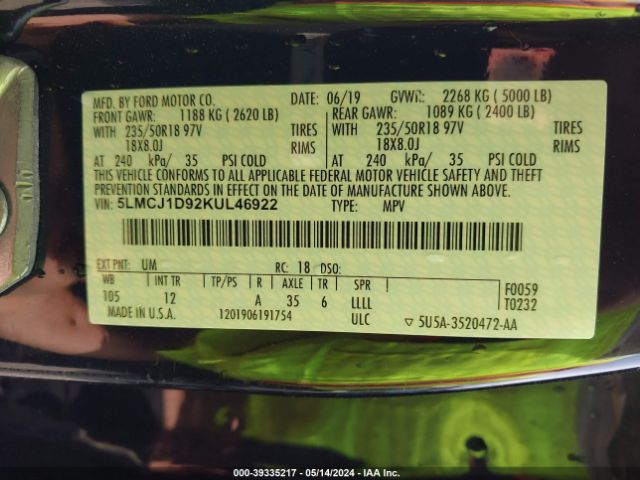 MFD. BY FORD MOTOR CO. DATE: 06/19 GVWR: 2268 KG ( 5000 LB)
FRONT GAWR: 1188 KG ( 2620 LB) REAR GAWR: 1089 KG ( 2400 LB)
WITH 235/50R18 97V TIRES WITH 235/50R18 97V TIRES
18X8.0J RIMS 18X8.0J RIMS
AT 240 kPa/ 35 PSI COLD AT 240 kPa/ 35 PSI COLD
THIS VEHICLE CONFORMS TO ALL APPLICABLE FEDERAL MOTOR VEHICLE SAFETY AND THEFT
PREVENTION STANDARDS IN EFFECT ON THE DATE OF MANUFACTURE SHOWN ABOVE.
VIN: 5LMCJ1D92KUL46922 TYPE: MPV
EXT PNT: UM RC: 18 DSO:
WB INT TR TP/PS R AXLE TR SPR F0059
105 12 A 35 6 LLLL T0232
MADE IN U.S.A. 1201906191754 ULC ▽ 5U5A-3520472-AA
000-39335217 - 05/14/2024 - IAA Inc.